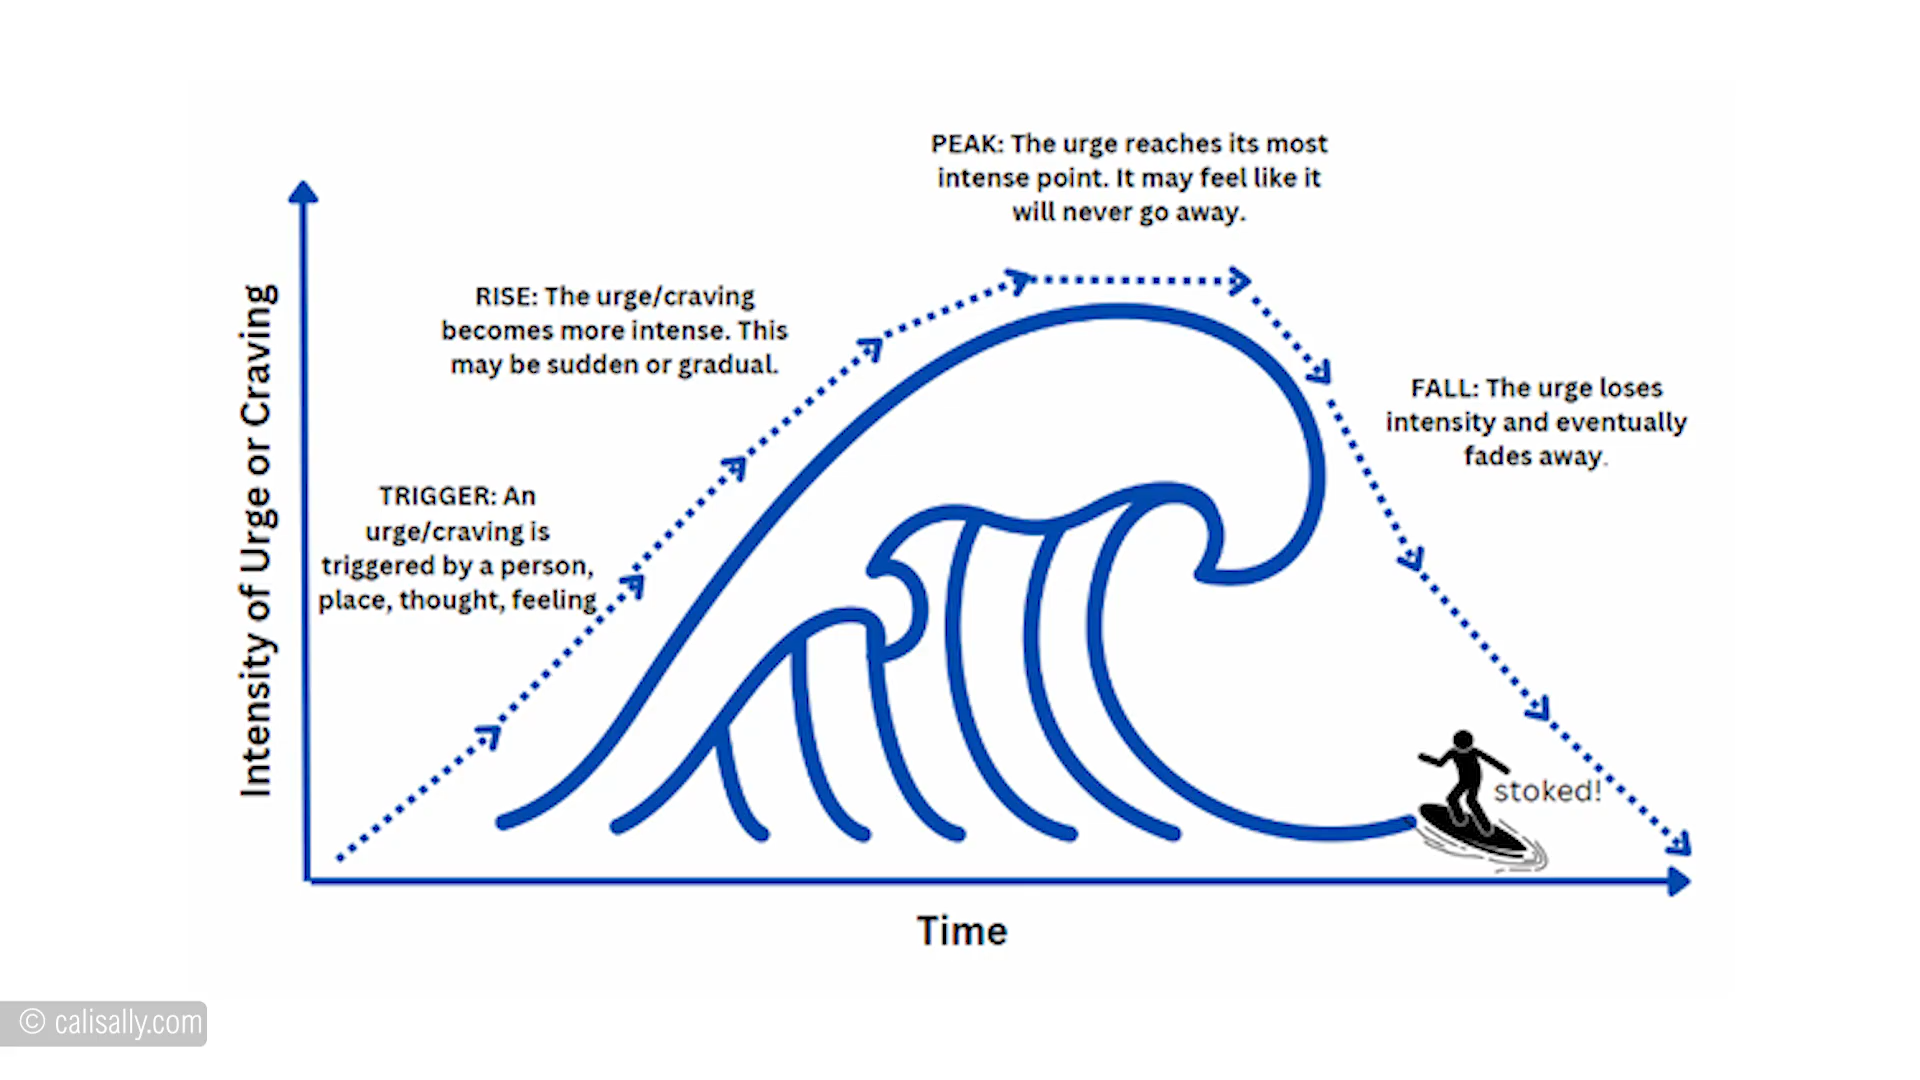 PEAK: The urge reaches its most
intense point. It may feel like it
will never go away.
RISE: The urge/craving
becomes more intense. This
may be sudden or gradual.
FALL: The urge loses
intensity and eventually
fades away.
TRIGGER: An
urge/craving is
triggered by a person,
place, thought, feeling
Intensity of Urge or Craving
stoked!
Time
© calisally.com